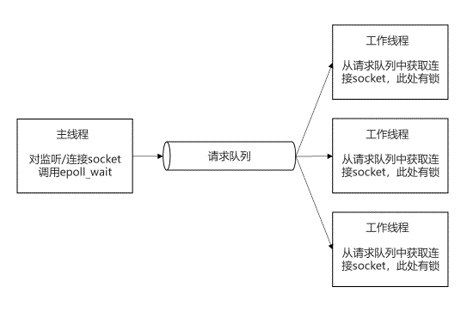 主线程
对监听/连接socket
调用epoll_wait
请求队列
工作线程
从请求队列中获取连
接socket，此处有锁
工作线程
从请求队列中获取连
接socket，此处有锁
工作线程
从请求队列中获取连
接socket，此处有锁